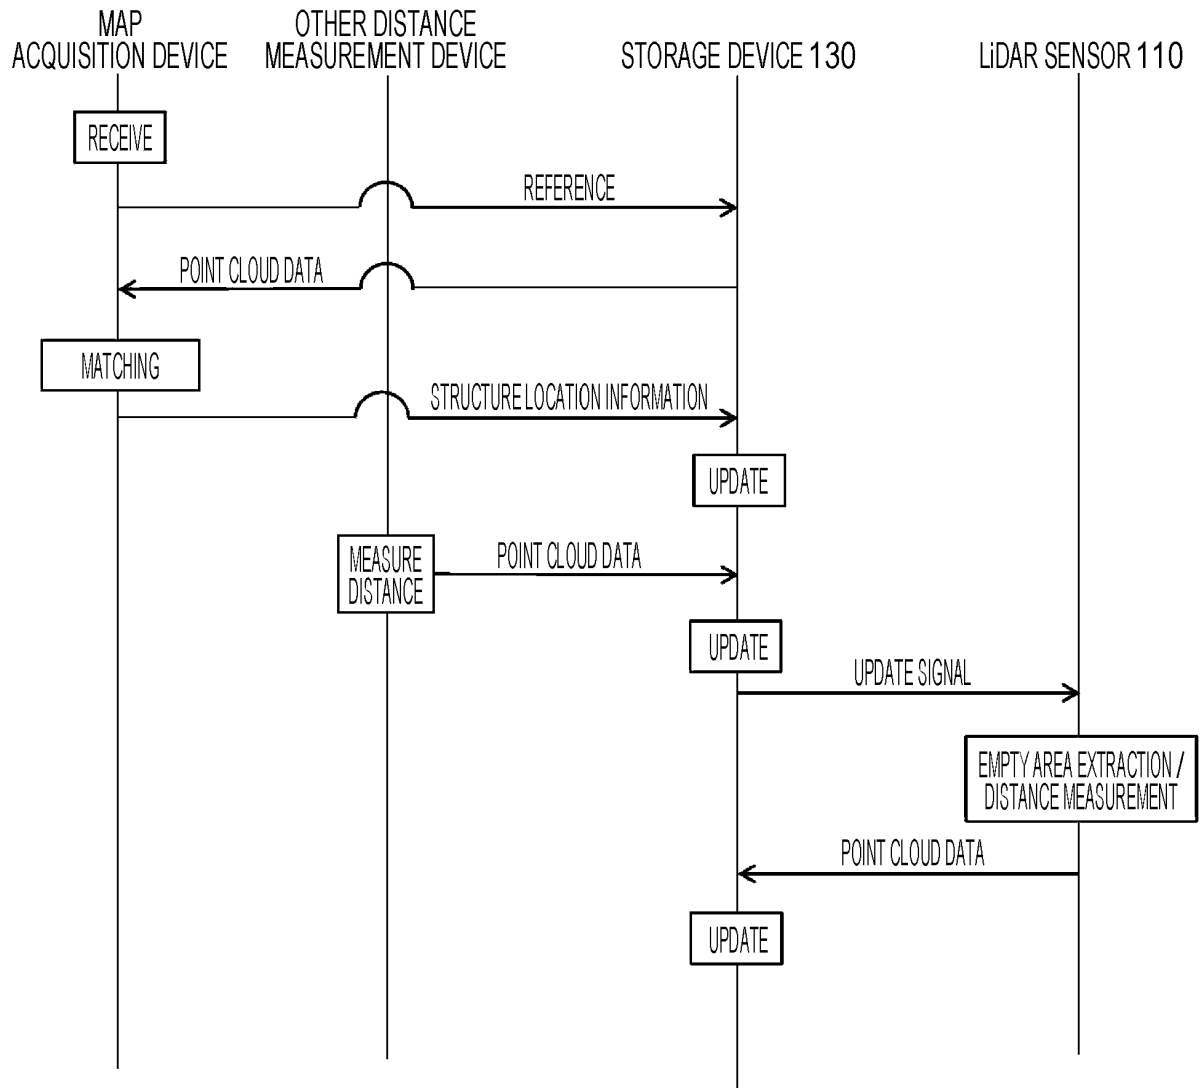 MAP
ACQUISITION DEVICE
OTHER DISTANCE
MEASUREMENT DEVICE
STORAGE DEVICE 130
LiDAR SENSOR 110
RECEIVE
REFERENCE
POINT CLOUD DATA
MATCHING
STRUCTURE LOCATION INFORMATION
UPDATE
MEASURE
DISTANCE
POINT CLOUD DATA
UPDATE
UPDATE SIGNAL
EMPTY AREA EXTRACTION /
DISTANCE MEASUREMENT
POINT CLOUD DATA
UPDATE